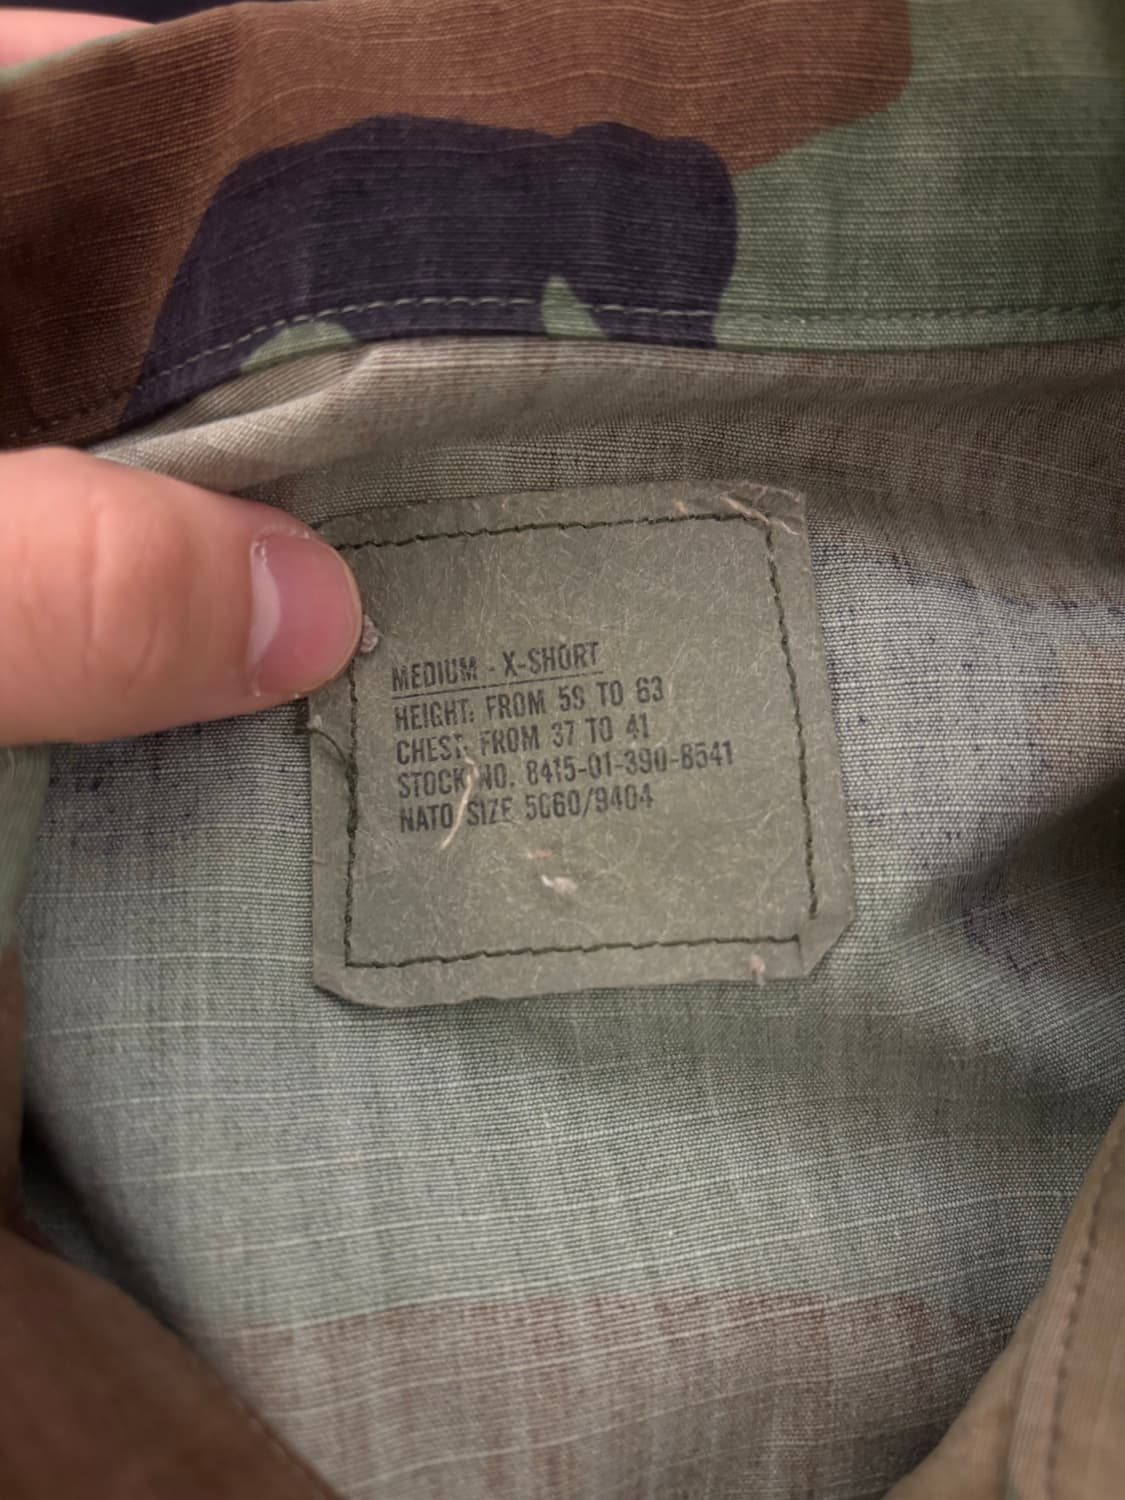 MEDIUM - X-SHORT
HEIGHT: FROM 59 TO 63
CHEST: FROM 37 TO 41
STOCK NO. 8415-01-390-8541
NATO SIZE 5060/9404